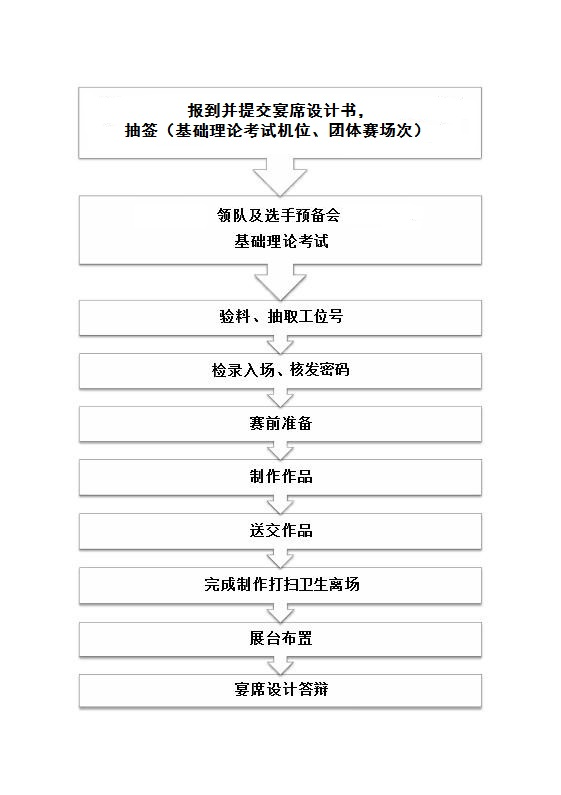 报到并提交宴席设计书，
抽签（基础理论考试机位、团体赛场次）
领队及选手预备会
基础理论考试
验料、抽取工位号
检录入场、核发密码
赛前准备
制作作品
送交作品
完成制作打扫卫生离场
展台布置
宴席设计答辩